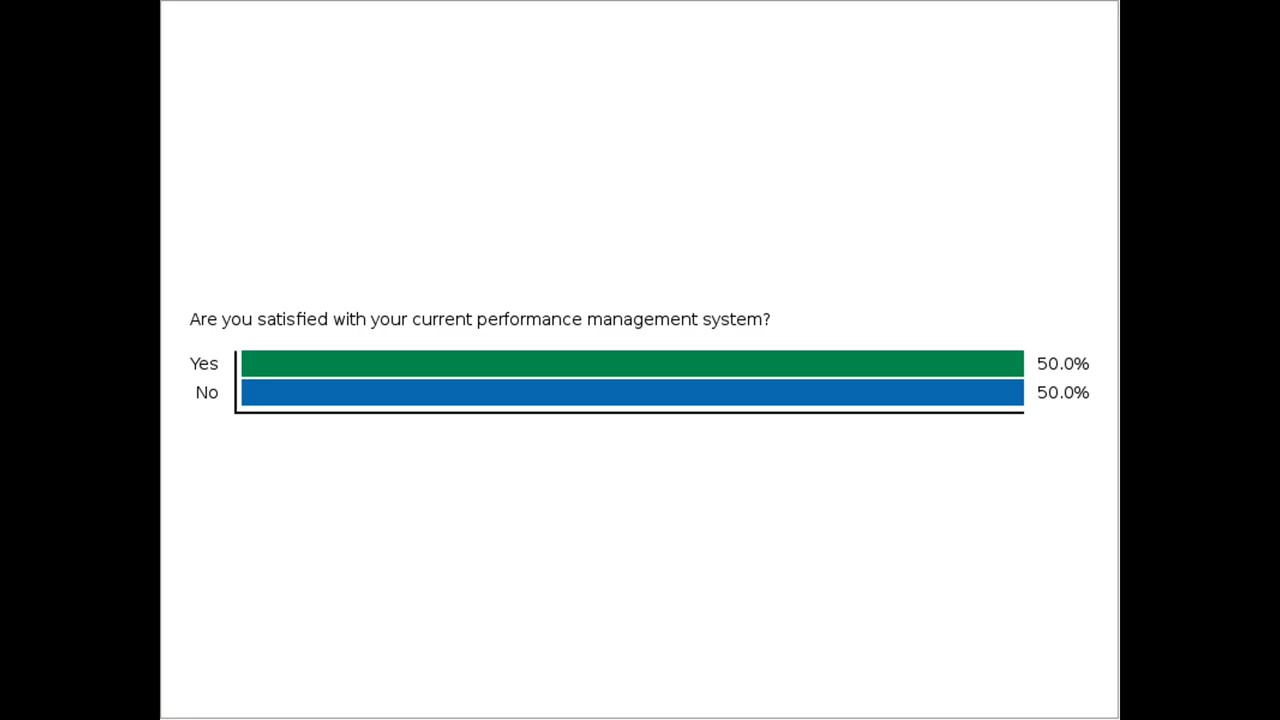 Are you satisfied with your current performance management system?
Yes 50.0%
No 50.0%